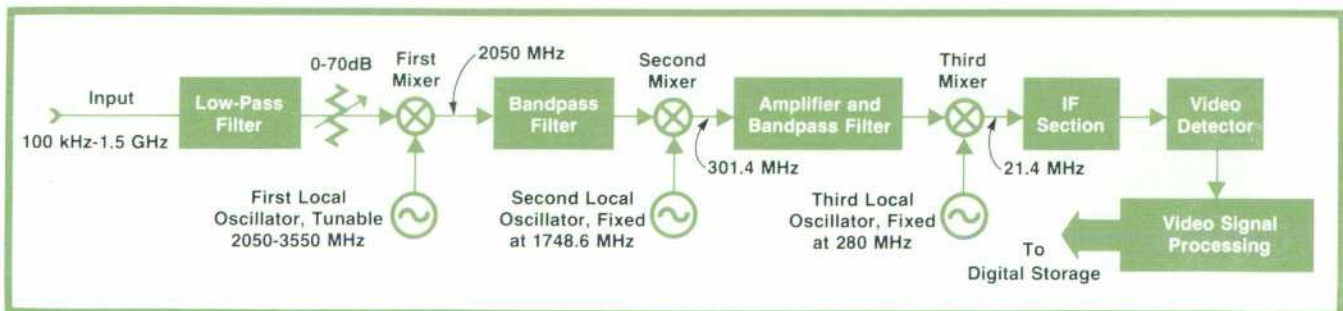 Input
100 kHz-1.5 GHz
Low-Pass
Filter
0-70dB
First
Mixer
2050 MHz
First Local
Oscillator, Tunable
2050-3550 MHz
Bandpass
Filter
Second
Mixer
301.4 MHz
Second Local
Oscillator, Fixed
at 1748.6 MHz
Amplifier and
Bandpass Filter
Third
Mixer
21.4 MHz
Third Local
Oscillator, Fixed
at 280 MHz
IF
Section
Video
Detector
Video Signal
Processing
To
Digital Storage